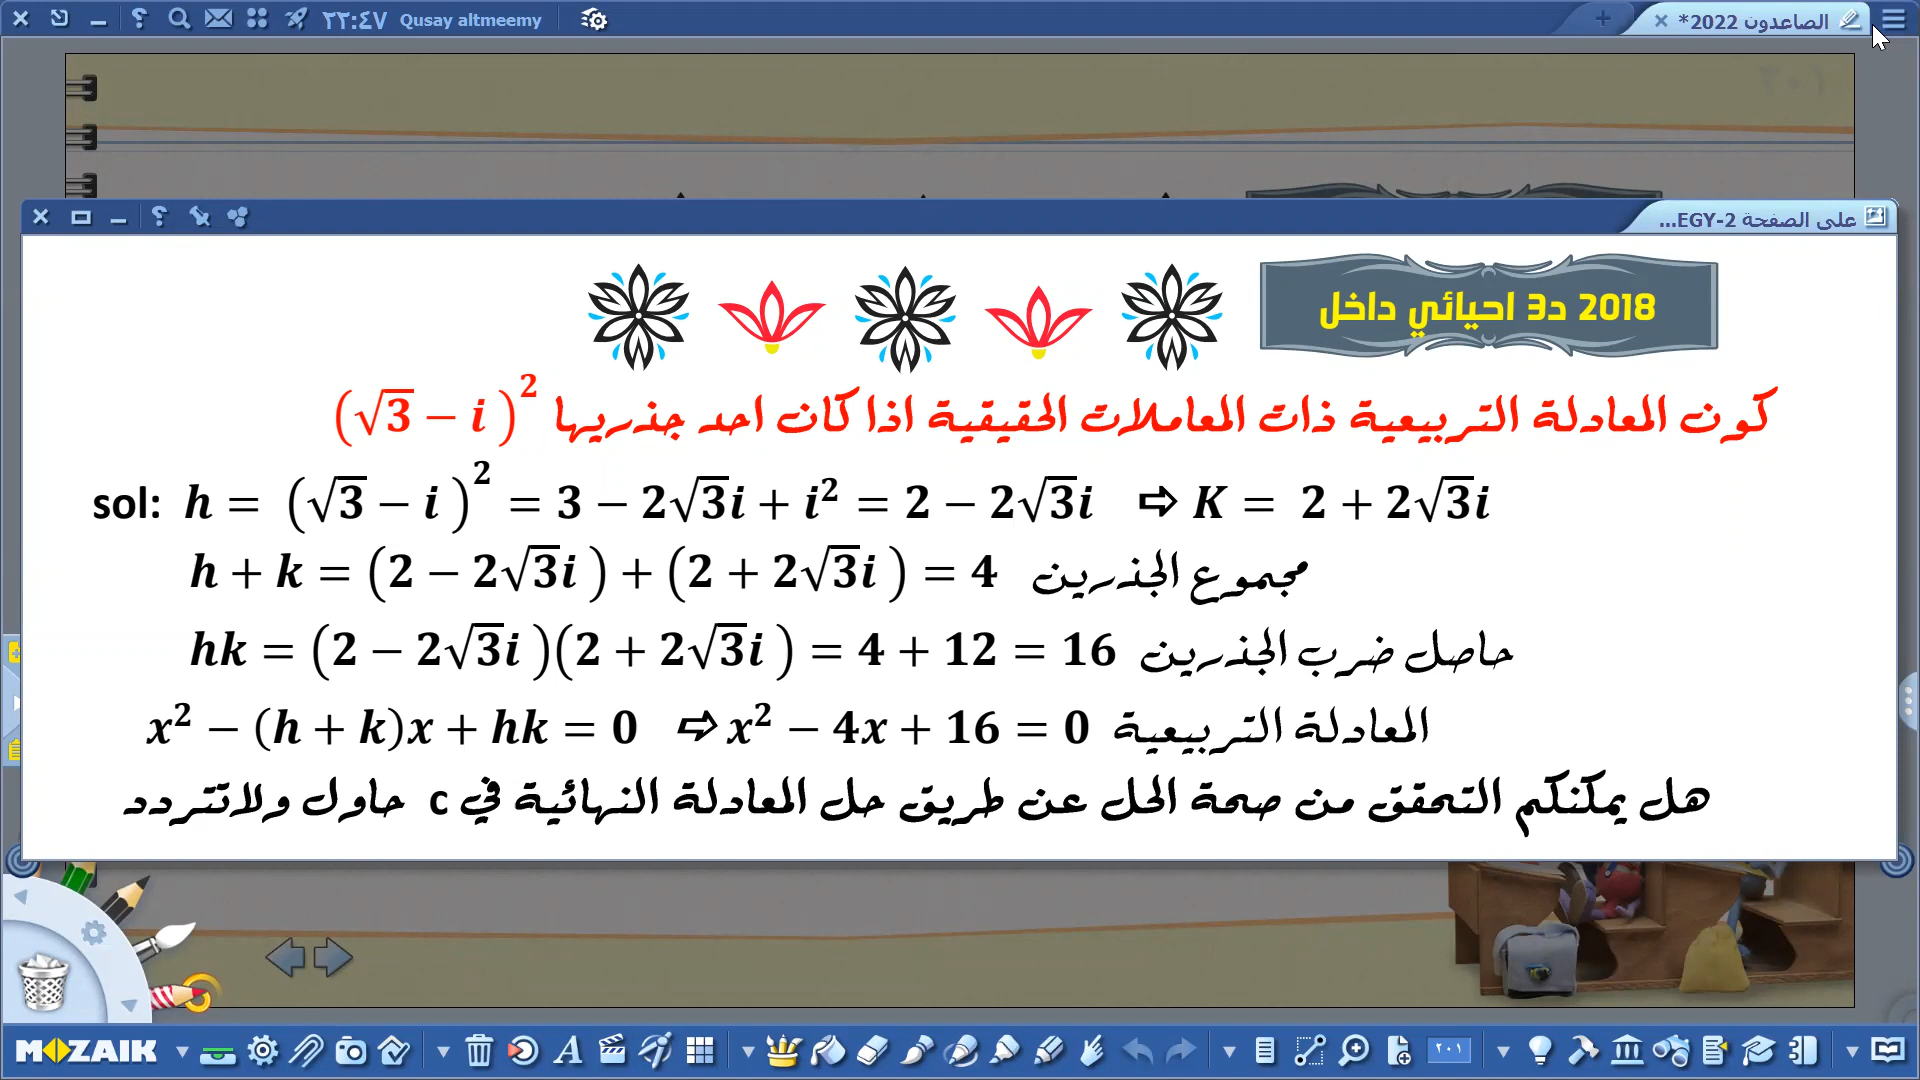 ٢٣:٤٧ Qusay altmeemy
الصاعدون 2022*
على الصفحة EGY-2...
2018 د3 احيائي داخل
كون المعادلة التربيعية ذات المعاملات الحقيقية اذا كان احد جذريها (√3 − i)²
sol: h = (√3 − i)² = 3 − 2√3i + i² = 2 − 2√3i ⇨ K = 2 + 2√3i
h + k = (2 − 2√3i) + (2 + 2√3i) = 4 مجموع الجذرين
hk = (2 − 2√3i)(2 + 2√3i) = 4 + 12 = 16 حاصل ضرب الجذرين
x² − (h + k)x + hk = 0 ⇨ x² − 4x + 16 = 0 المعادلة التربيعية
هل يمكنكم التحقق من صحة الحل عن طريق حل المعادلة النهائية في c حاول ولاتتردد
MOZAIK
٢٠١